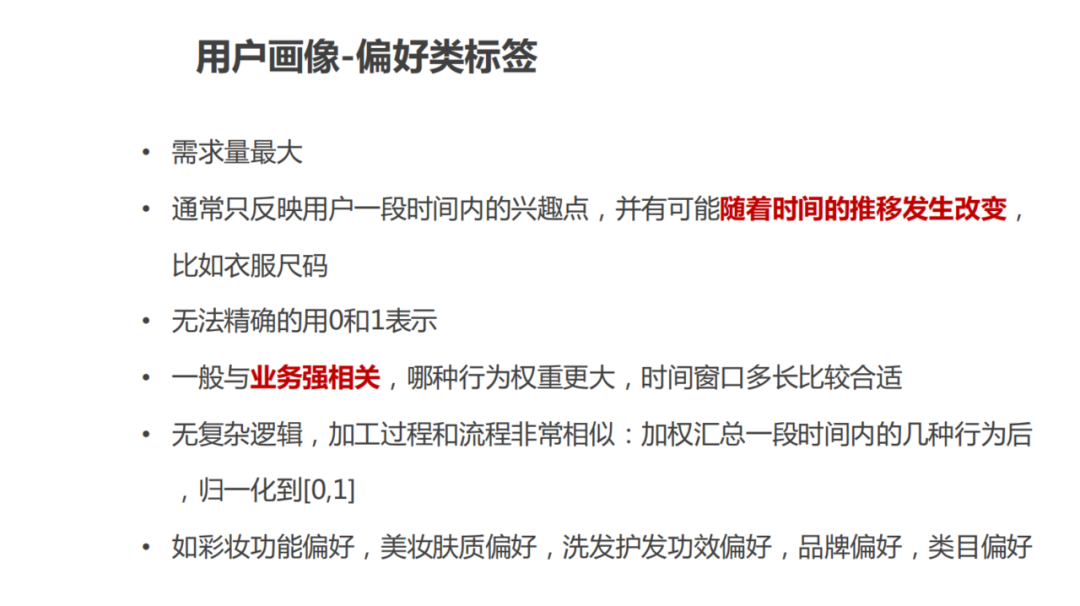 用户画像-偏好类标签
• 需求量最大
• 通常只反映用户一段时间内的兴趣点，并有可能随着时间的推移发生改变，
比如衣服尺码
• 无法精确的用0和1表示
• 一般与业务强相关，哪种行为权重更大，时间窗口多长比较合适
• 无复杂逻辑，加工过程和流程非常相似：加权汇总一段时间内的几种行为后
，归一化到[0,1]
• 如彩妆功能偏好，美妆肤质偏好，洗发护发功效偏好，品牌偏好，类目偏好